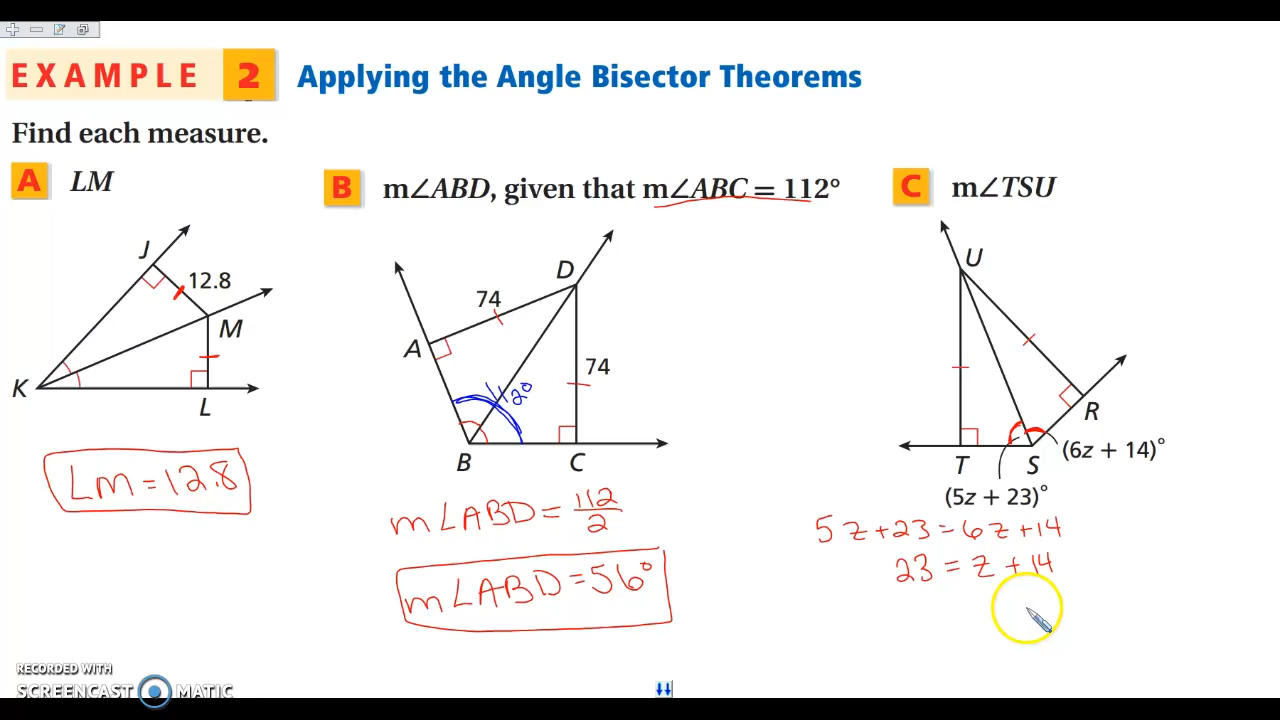 EXAMPLE 2 Applying the Angle Bisector Theorems
Find each measure.
A LM
J
12.8
M
K
L
LM = 12.8
B m∠ABD, given that m∠ABC = 112°
D
74
A
74
112°
B
C
m∠ABD = 112/2
m∠ABD = 56°
C m∠TSU
U
R
T
S
(6z + 14)°
(5z + 23)°
5z + 23 = 6z + 14
23 = z + 14
RECORDED WITH
SCREENCAST MATIC